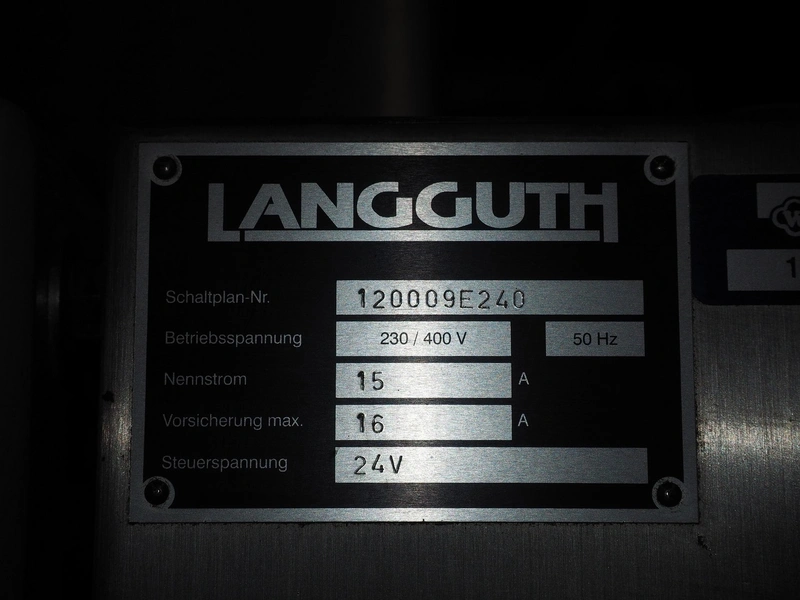 LANGGUTH
Schaltplan-Nr. 120009E240
Betriebsspannung 230 / 400 V 50 Hz
Nennstrom 15 A
Vorsicherung max. 16 A
Steuerspannung 24V